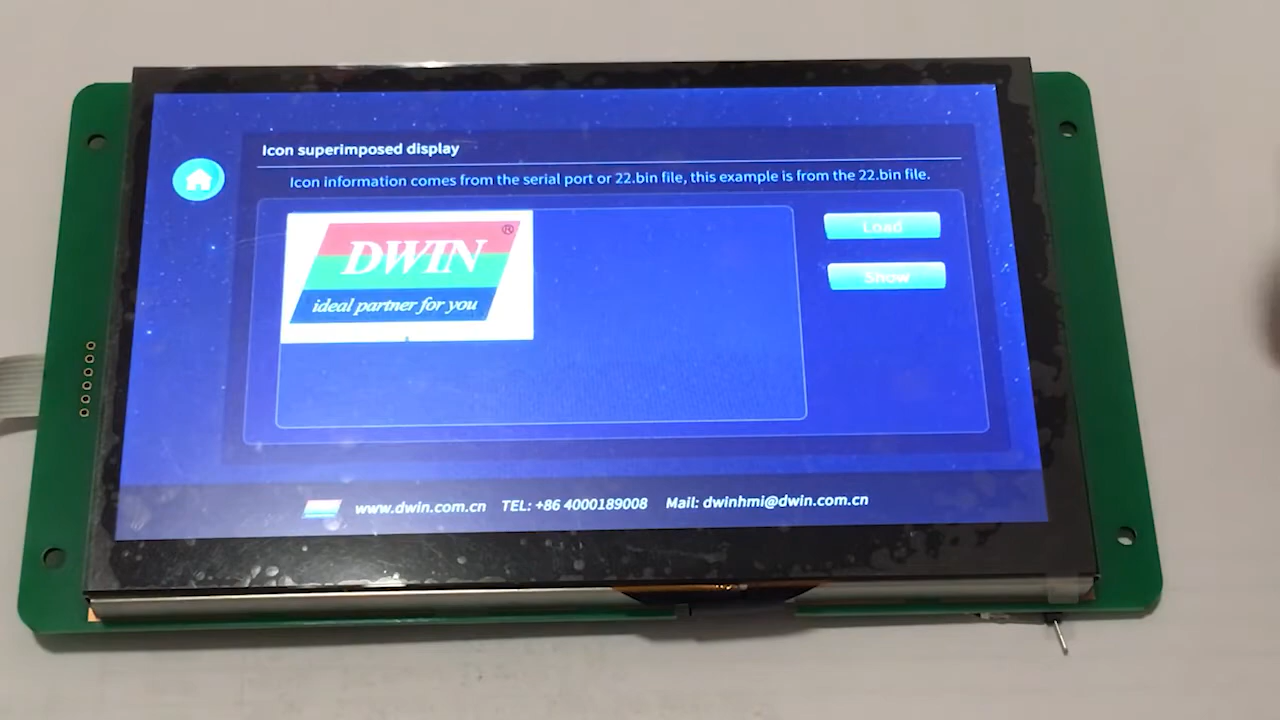 Icon superimposed display
Icon information comes from the serial port or 22.bin file, this example is from the 22.bin file.
DWIN®
ideal partner for you
Load
Show
www.dwin.com.cn TEL: +86 4000189008 Mail: dwinhmi@dwin.com.cn